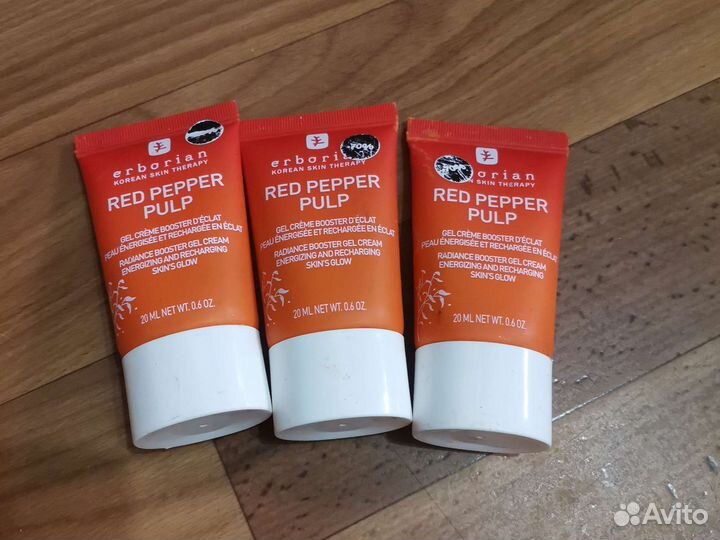 erborian
KOREAN SKIN THERAPY
RED PEPPER
PULP
GEL CRÈME BOOSTER D'ÉCLAT
PEAU ÉNERGISÉE ET RECHARGÉE EN ÉCLAT
RADIANCE BOOSTER GEL CREAM
ENERGIZING AND RECHARGING
SKIN'S GLOW
20 ML NET WT. 0.6 OZ.
-70%
erborian
KOREAN SKIN THERAPY
RED PEPPER
PULP
GEL CRÈME BOOSTER D'ÉCLAT
PEAU ÉNERGISÉE ET RECHARGÉE EN ÉCLAT
RADIANCE BOOSTER GEL CREAM
ENERGIZING AND RECHARGING
SKIN'S GLOW
20 ML NET WT. 0.6 OZ.
orian
SKIN THERAPY
RED PEPPER
PULP
GEL CRÈME BOOSTER D'ÉCLAT
PEAU ÉNERGISÉE ET RECHARGÉE EN ÉCLAT
RADIANCE BOOSTER GEL CREAM
ENERGIZING AND RECHARGING
SKIN'S GLOW
20 ML NET WT. 0.6 OZ.
Avito